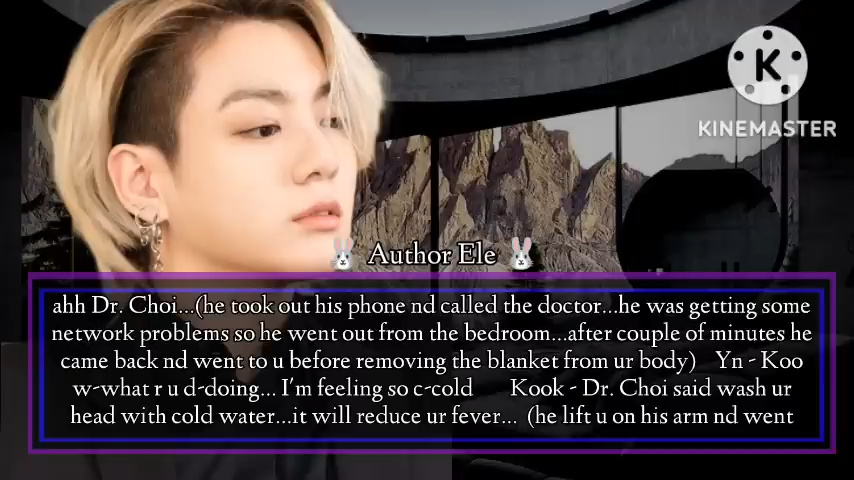 KINEMASTER
Author Ele
ahh Dr. Choi...(he took out his phone nd called the doctor...he was getting some
network problems so he went out from the bedroom...after couple of minutes he
came back nd went to u before removing the blanket from ur body) Yn - Koo
w-what r u d-doing... I'm feeling so c-cold Kook - Dr. Choi said wash ur
head with cold water...it will reduce ur fever... (he lift u on his arm nd went